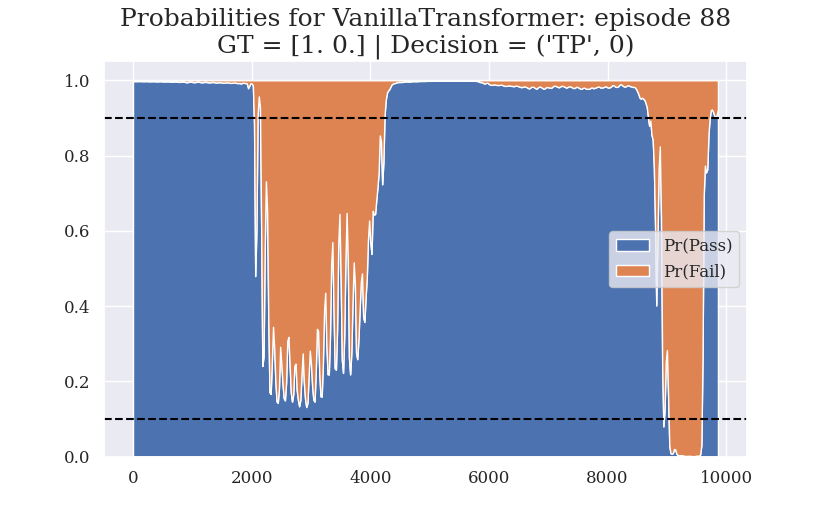 Probabilities for VanillaTransformer: episode 88
GT = [1. 0.] | Decision = ('TP', 0)
1.0
0.8
0.6
0.4
0.2
0.0
Pr(Pass)
Pr(Fail)
0 2000 4000 6000 8000 10000